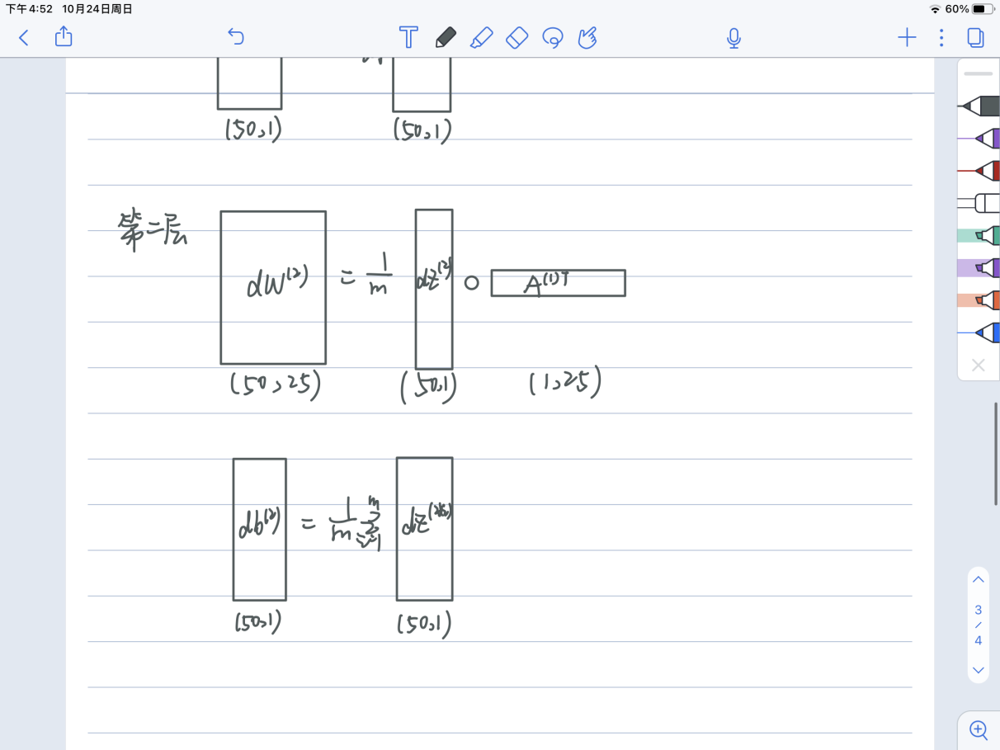 下午4:52 10月24日周日
60%
(50,1) (50,1)
第二层
dW⁽²⁾ = 1/m dz⁽²⁾ ∘ A⁽¹⁾ᵀ
(50,25) (50,1) (1,25)
db⁽²⁾ = 1/m ∑ᵢ₌₁ᵐ dz
(50,1) (50,1)
3
/
4